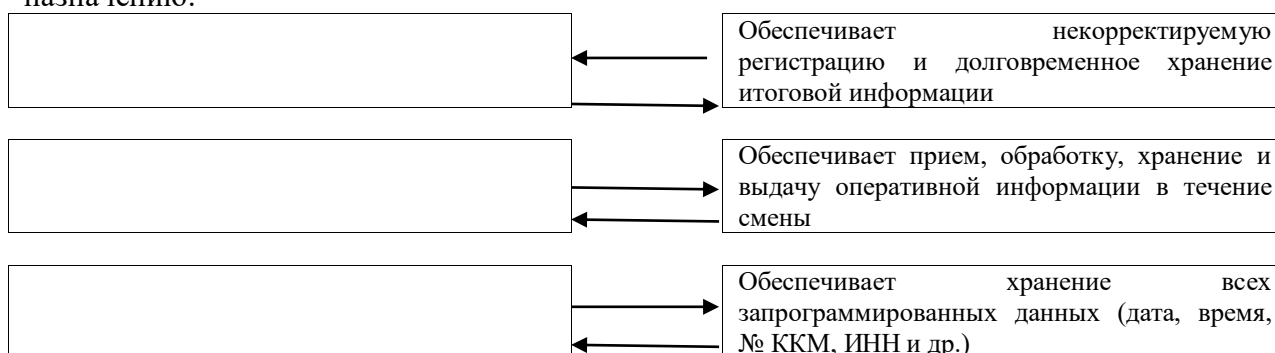 назначению.
Обеспечивает некорректируемую
регистрацию и долговременное хранение
итоговой информации
Обеспечивает прием, обработку, хранение и
выдачу оперативной информации в течение
смены
Обеспечивает хранение всех
запрограммированных данных (дата, время,
№ ККМ, ИНН и др.)